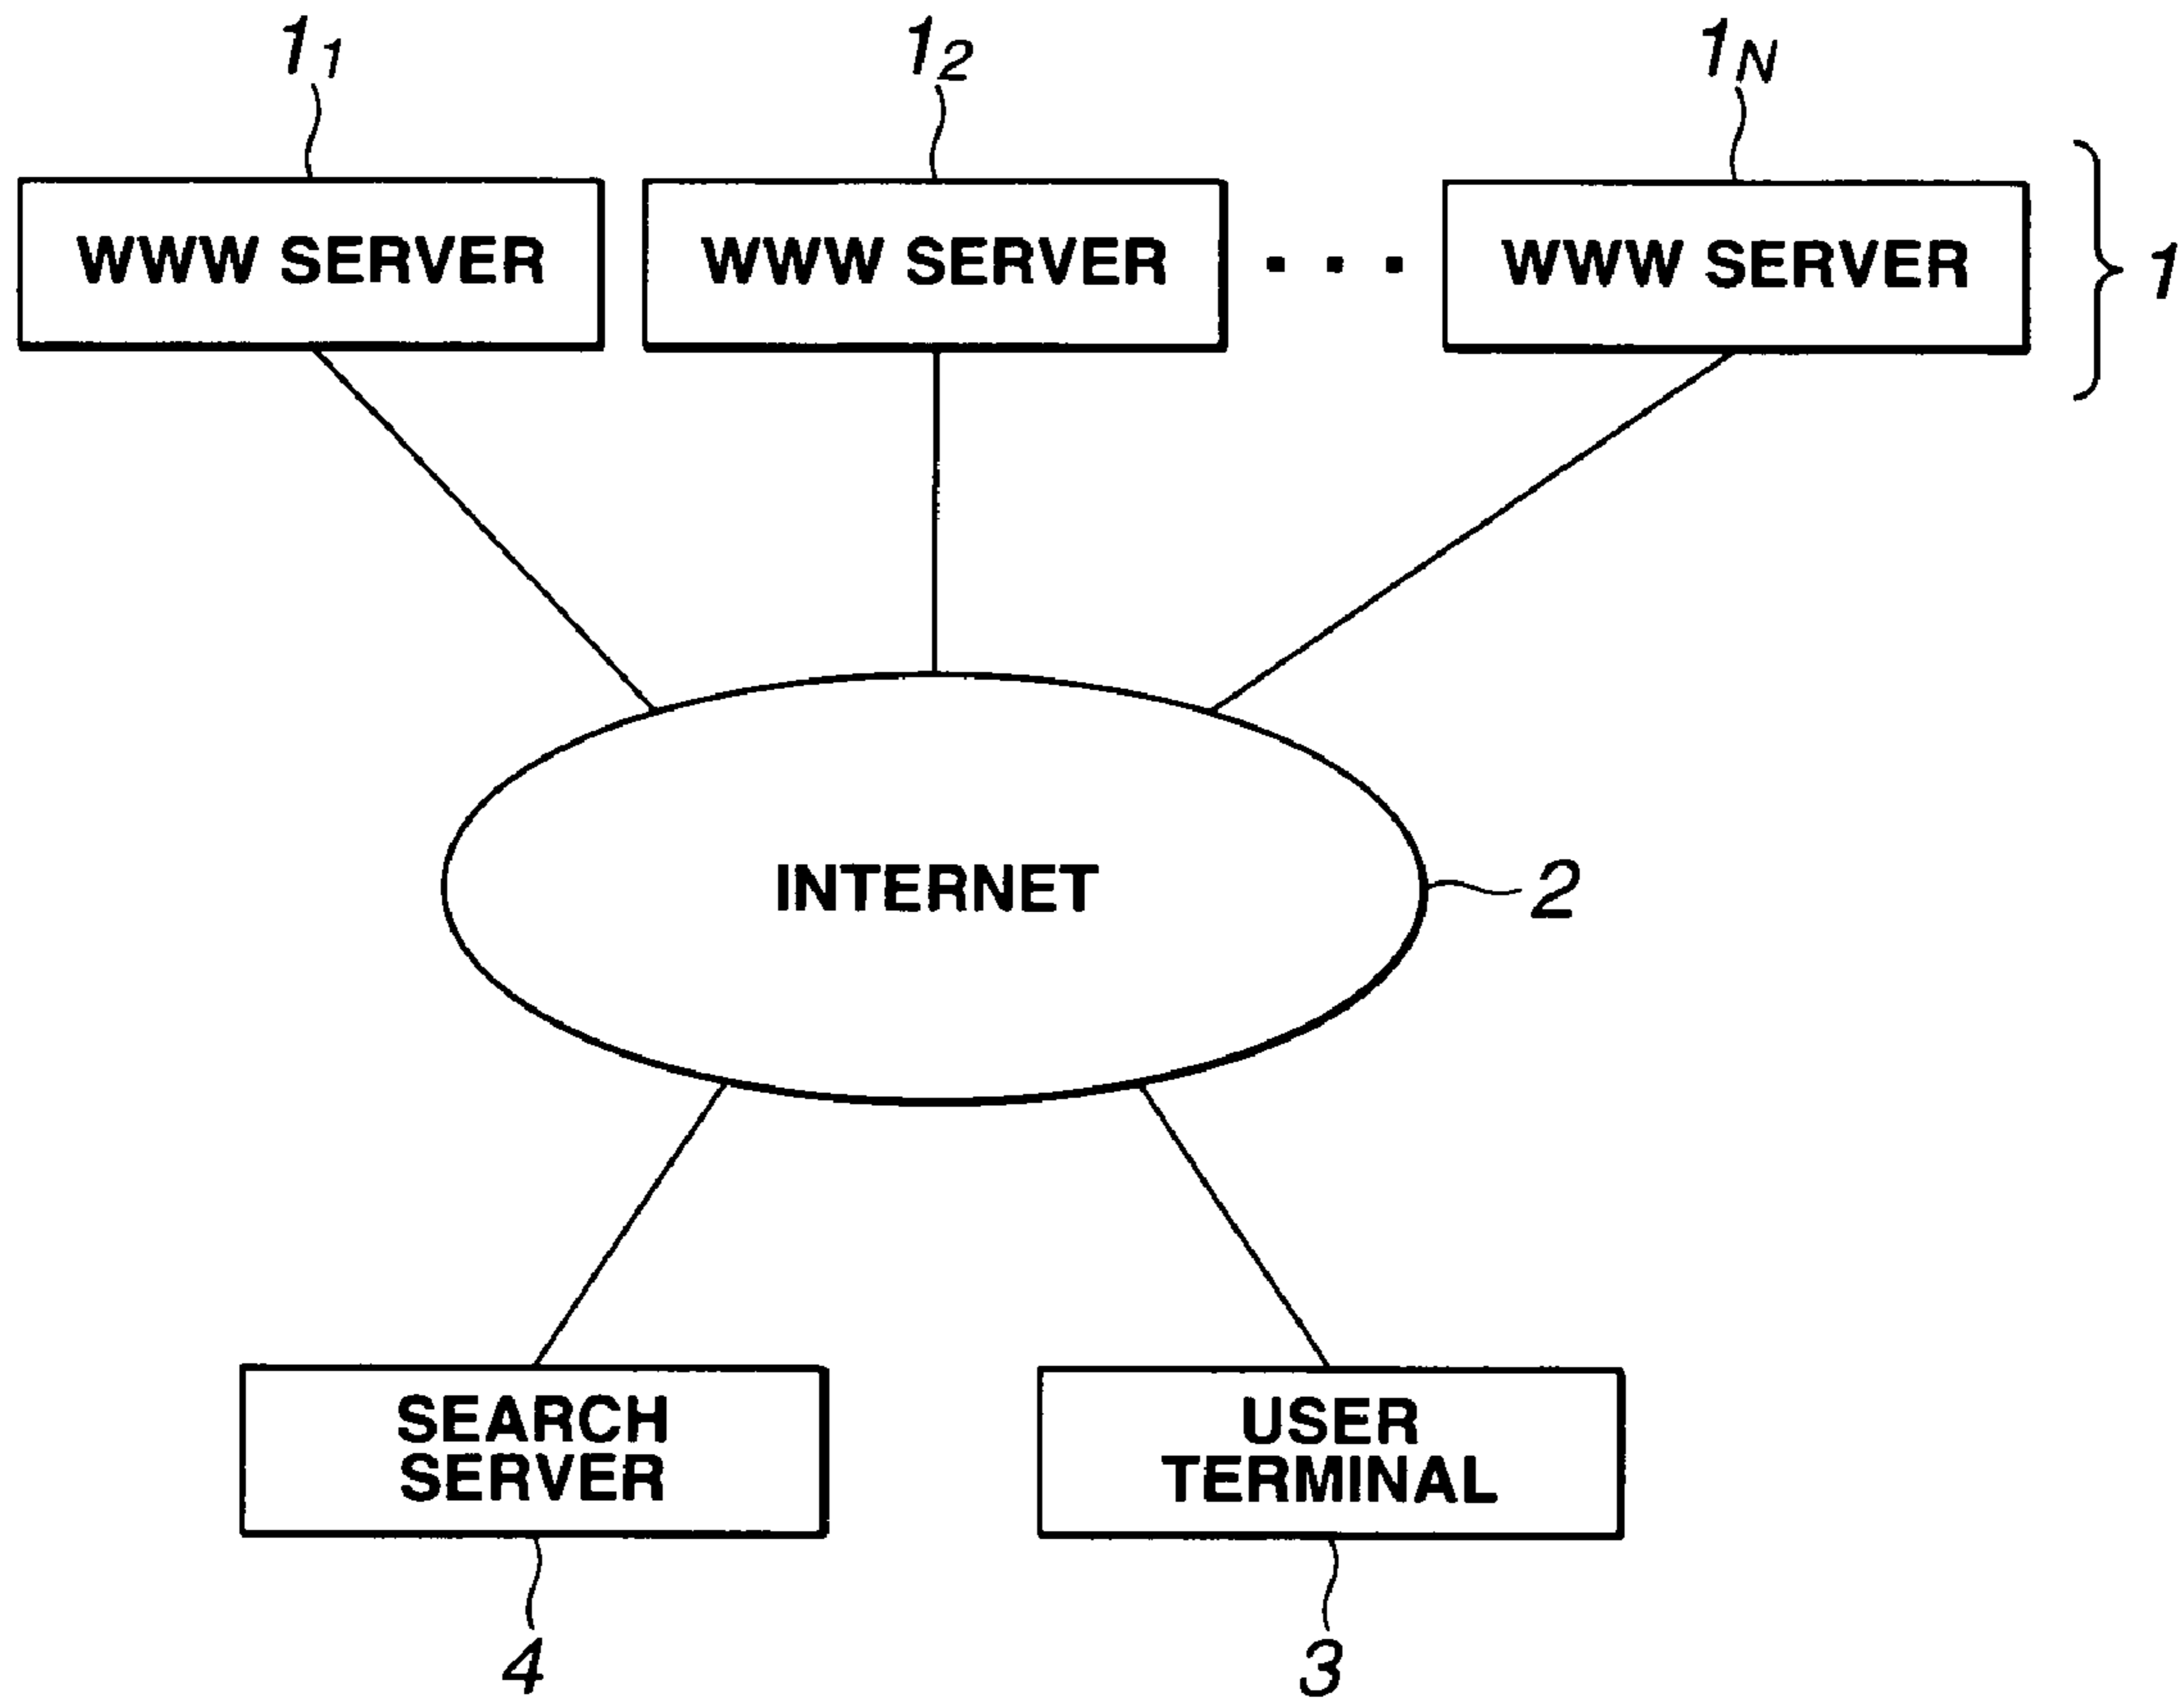 1₁ 1₂ 1N
WWW SERVER WWW SERVER ... WWW SERVER 1
INTERNET 2
SEARCH
SERVER
USER
TERMINAL
4 3